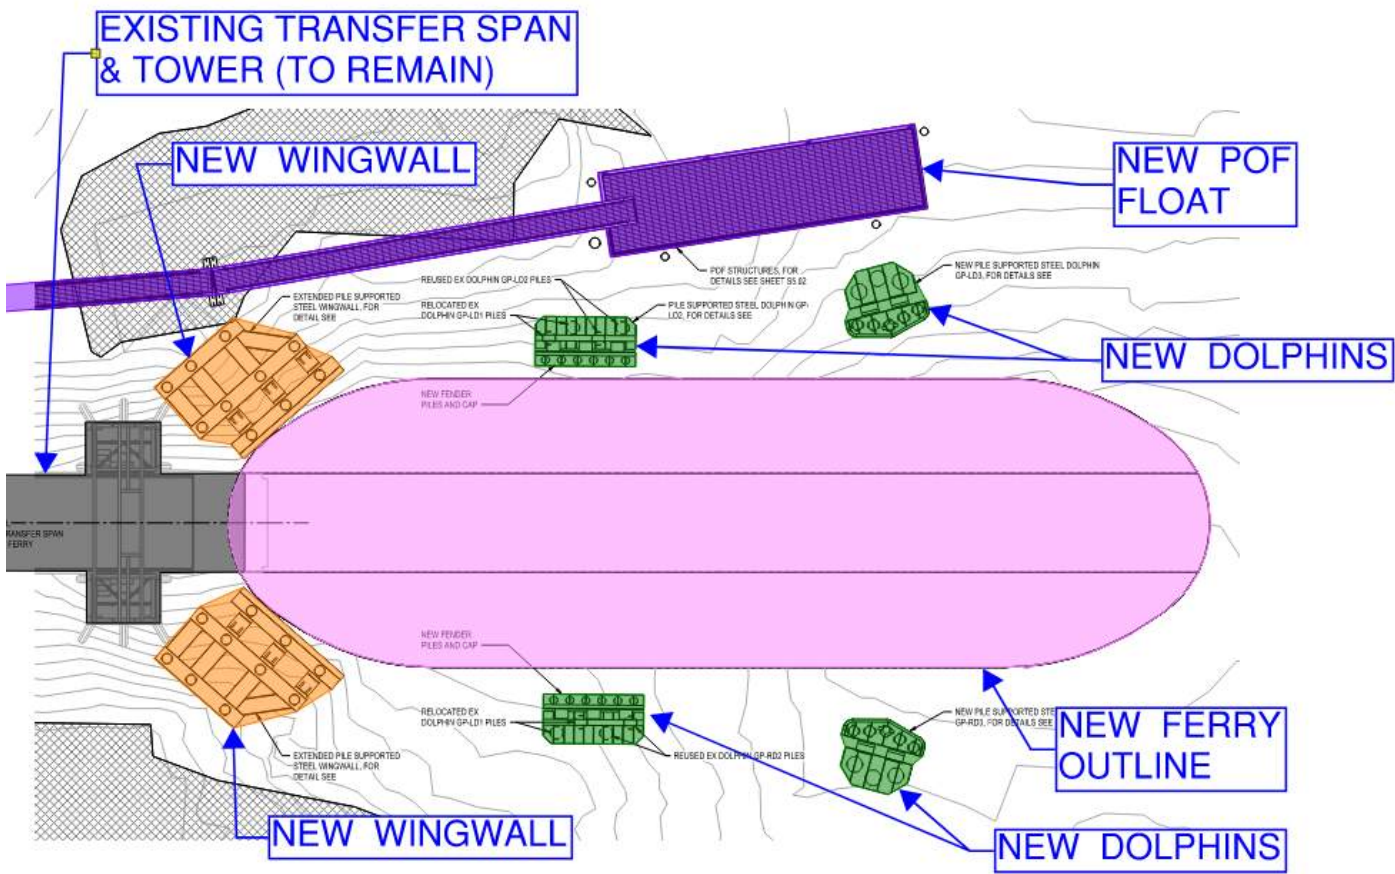 EXISTING TRANSFER SPAN
& TOWER (TO REMAIN)
NEW WINGWALL
NEW POF
FLOAT
POF STRUCTURES, FOR
DETAILS SEE SHEET S5.02
NEW PILE SUPPORTED STEEL DOLPHIN
GP-LD3, FOR DETAILS SEE
REUSED EX DOLPHIN GP-LD2 PILES
EXTENDED PILE SUPPORTED
STEEL WINGWALL, FOR
DETAIL SEE
RELOCATED EX
DOLPHIN GP-LD1 PILES
PILE SUPPORTED STEEL DOLPHIN GP-
LD2, FOR DETAILS SEE
NEW DOLPHINS
NEW FENDER
PILES AND CAP
TRANSFER SPAN
FERRY
NEW FENDER
PILES AND CAP
RELOCATED EX
DOLPHIN GP-LD1 PILES
NEW PILE SUPPORTED STE
GP-RD3, FOR DETAILS SEE
NEW FERRY
OUTLINE
EXTENDED PILE SUPPORTED
STEEL WINGWALL, FOR
DETAIL SEE
REUSED EX DOLPHIN GP-RD2 PILES
NEW WINGWALL
NEW DOLPHINS